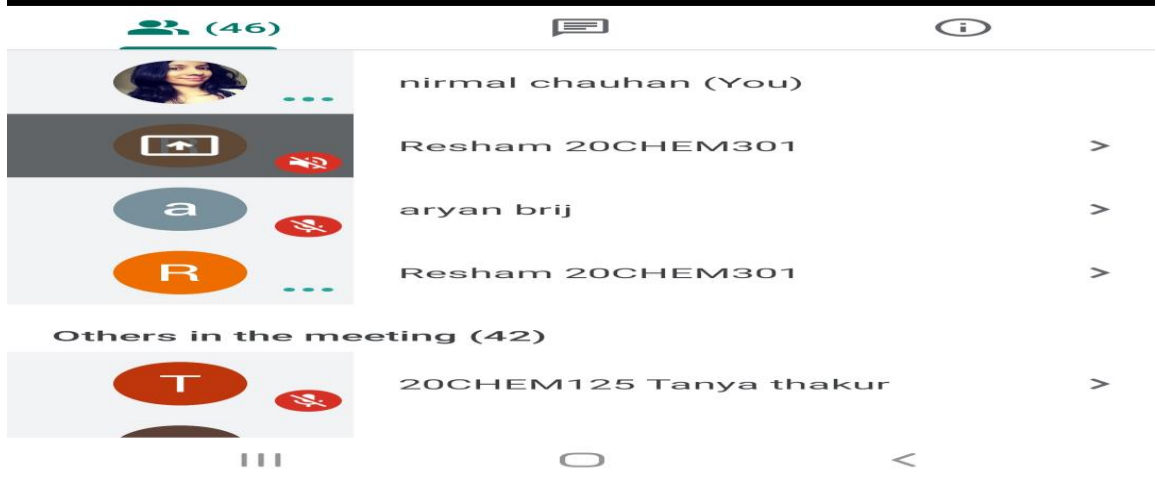 (46)
nirmal chauhan (You)
Resham 20CHEM301
a
aryan brij
R
Resham 20CHEM301
Others in the meeting (42)
T
20CHEM125 Tanya thakur